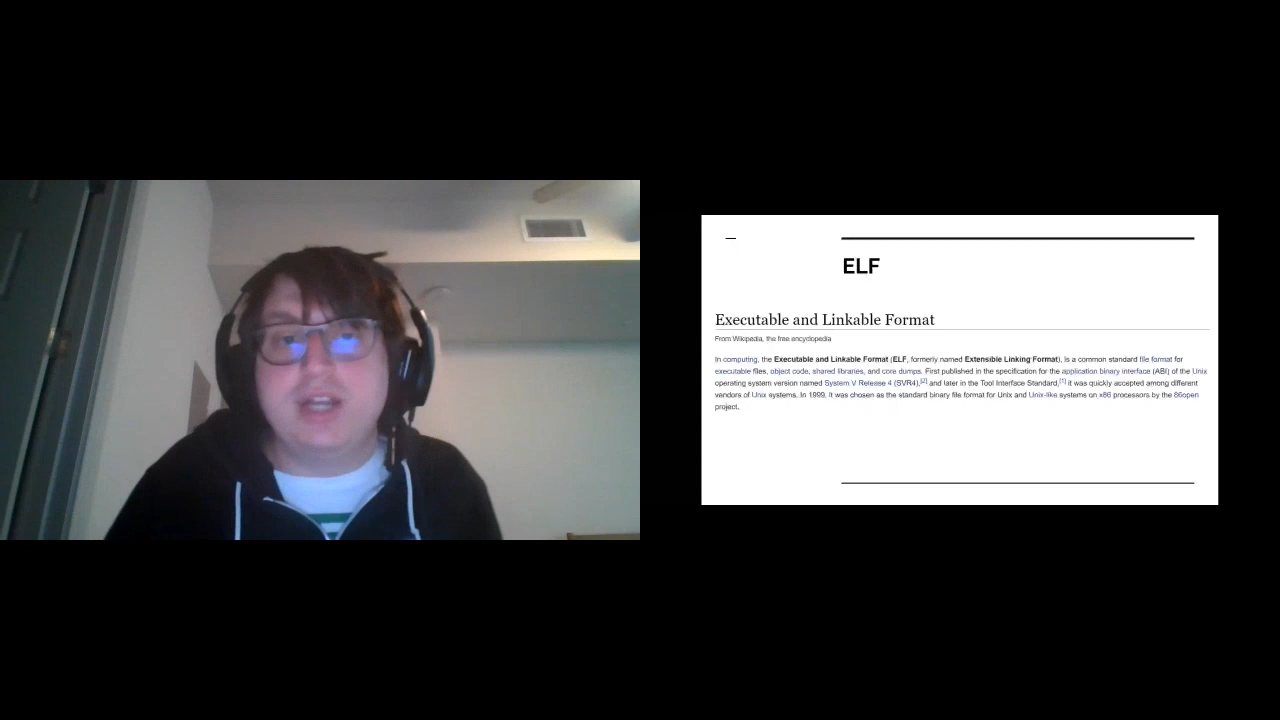 ELF
Executable and Linkable Format
From Wikipedia, the free encyclopedia
In computing, the Executable and Linkable Format (ELF, formerly named Extensible Linking Format), is a common standard file format for
executable files, object code, shared libraries, and core dumps. First published in the specification for the application binary interface (ABI) of the Unix
operating system version named System V Release 4 (SVR4),[2] and later in the Tool Interface Standard,[1] it was quickly accepted among different
vendors of Unix systems. In 1999, it was chosen as the standard binary file format for Unix and Unix-like systems on x86 processors by the 86open
project.